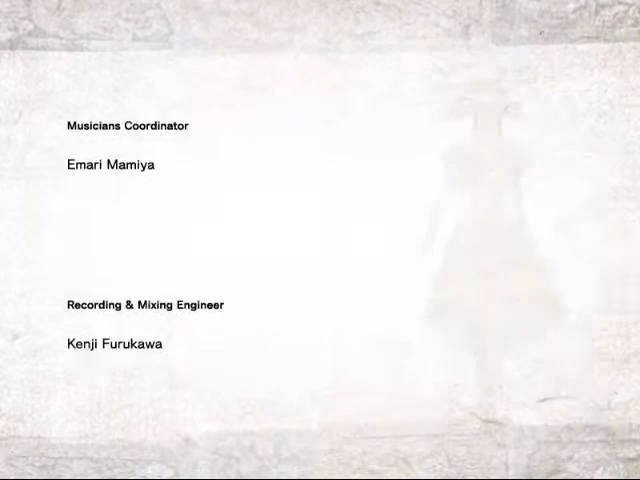 Musicians Coordinator
Emari Mamiya
Recording & Mixing Engineer
Kenji Furukawa